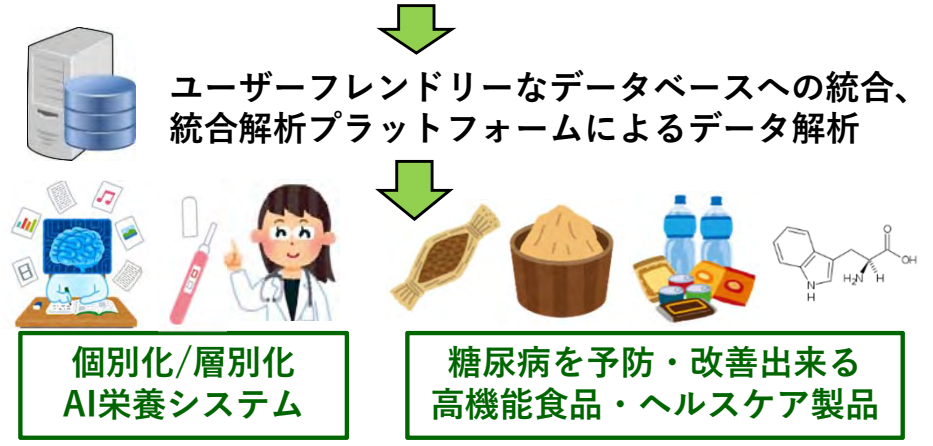 ユーザーフレンドリーなデータベースへの統合、
統合解析プラットフォームによるデータ解析
O
OH
H₂N
H
N
H
個別化/層別化
AI栄養システム
糖尿病を予防・改善出来る
高機能食品・ヘルスケア製品